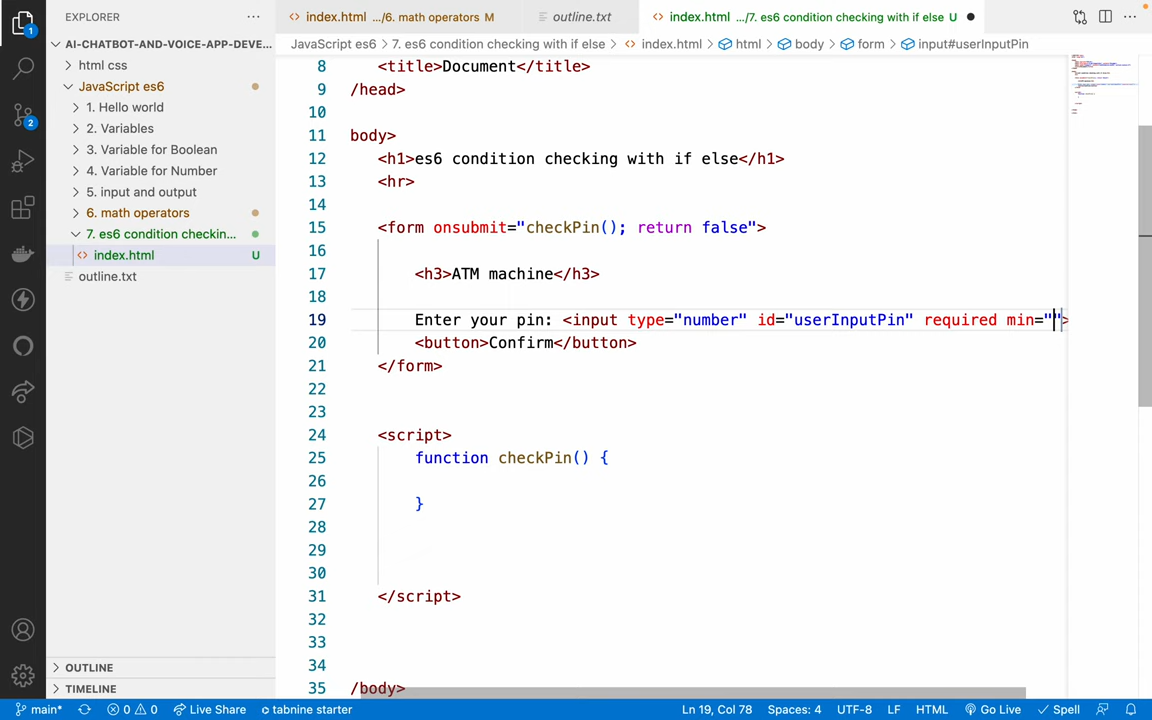 EXPLORER
AI-CHATBOT-AND-VOICE-APP-DEVE...
html css
JavaScript es6
1. Hello world
2. Variables
3. Variable for Boolean
4. Variable for Number
5. input and output
6. math operators
7. es6 condition checkin...
index.html U
outline.txt
OUTLINE
TIMELINE
1
2
index.html .../6. math operators M
outline.txt
index.html .../7. es6 condition checking with if else U
JavaScript es6 > 7. es6 condition checking with if else > index.html > html > body > form > input#userInputPin
8 <title>Document</title>
9 /head>
10
11 body>
12 <h1>es6 condition checking with if else</h1>
13 <hr>
14
15 <form onsubmit="checkPin(); return false">
16
17 <h3>ATM machine</h3>
18
19 Enter your pin: <input type="number" id="userInputPin" required min="">
20 <button>Confirm</button>
21 </form>
22
23
24 <script>
25 function checkPin() {
26
27 }
28
29
30
31 </script>
32
33
34
35 /body>
main* 0 0 Live Share tabnine starter Ln 19, Col 78 Spaces: 4 UTF-8 LF HTML Go Live Spell